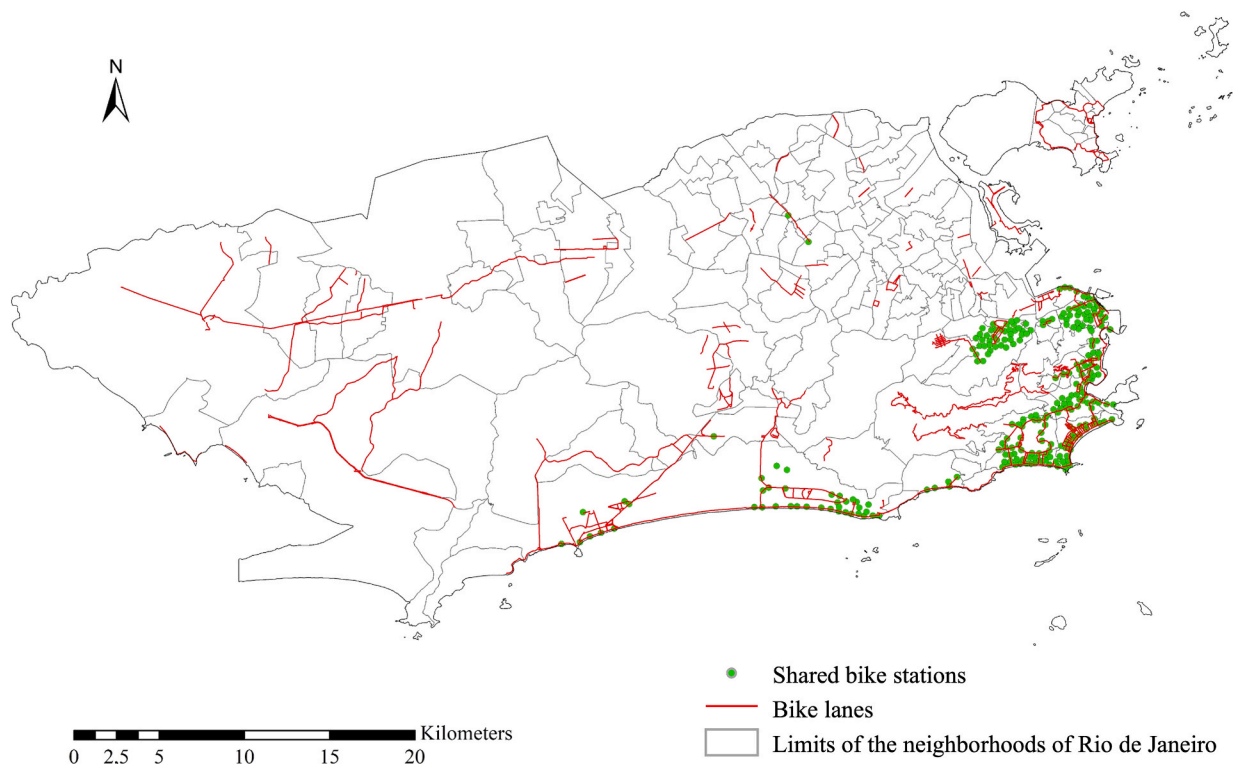 N
Shared bike stations
Bike lanes
Limits of the neighborhoods of Rio de Janeiro
Kilometers
0 2,5 5 10 15 20